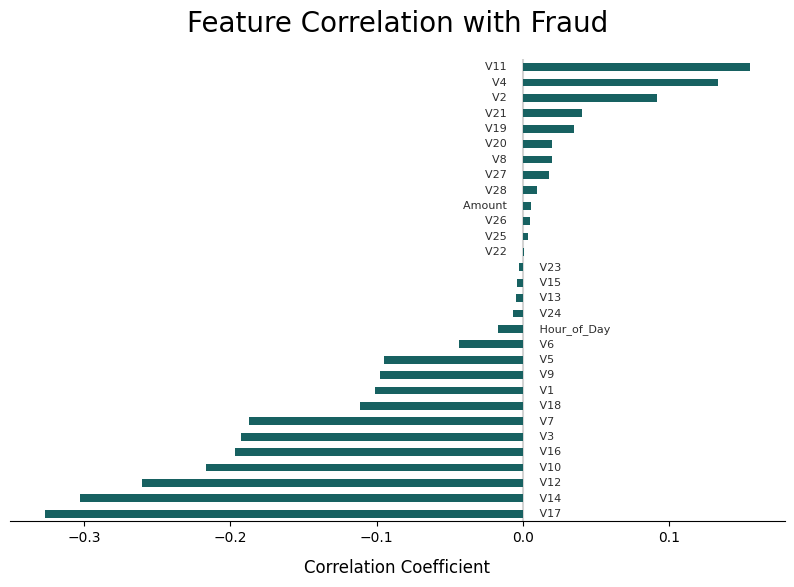 Feature Correlation with Fraud
V11
V4
V2
V21
V19
V20
V8
V27
V28
Amount
V26
V25
V22
V23
V15
V13
V24
Hour_of_Day
V6
V5
V9
V1
V18
V7
V3
V16
V10
V12
V14
V17
−0.3 −0.2 −0.1 0.0 0.1
Correlation Coefficient